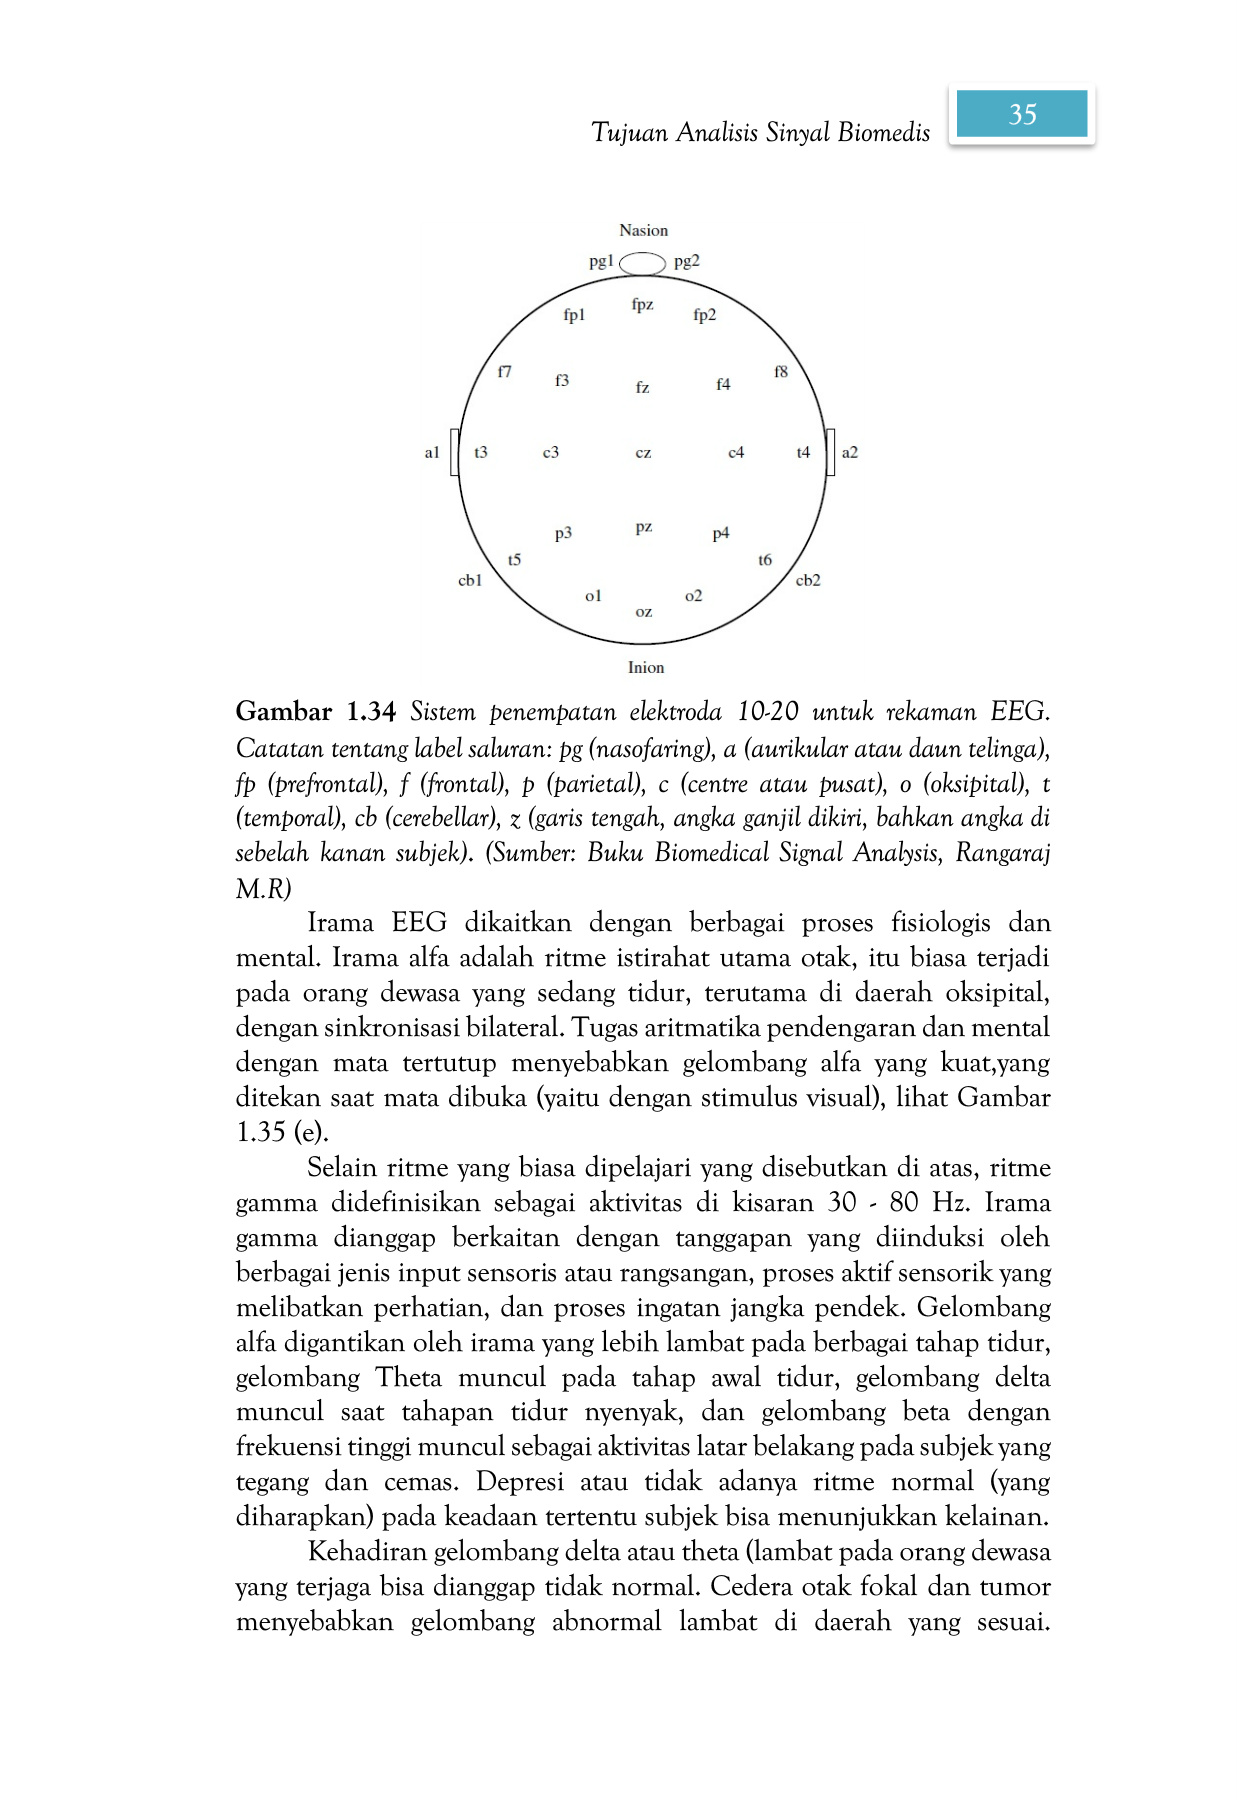 Tujuan Analisis Sinyal Biomedis
35
Nasion
pg1 pg2
fp1 fpz fp2
f7 f3 fz f4 f8
a1 t3 c3 cz c4 t4 a2
p3 pz p4
t5 t6
cb1 cb2
o1 oz o2
Inion
Gambar 1.34 Sistem penempatan elektroda 10-20 untuk rekaman EEG.
Catatan tentang label saluran: pg (nasofaring), a (aurikular atau daun telinga),
fp (prefrontal), f (frontal), p (parietal), c (centre atau pusat), o (oksipital), t
(temporal), cb (cerebellar), z (garis tengah, angka ganjil dikiri, bahkan angka di
sebelah kanan subjek). (Sumber: Buku Biomedical Signal Analysis, Rangaraj
M.R)
Irama EEG dikaitkan dengan berbagai proses fisiologis dan
mental. Irama alfa adalah ritme istirahat utama otak, itu biasa terjadi
pada orang dewasa yang sedang tidur, terutama di daerah oksipital,
dengan sinkronisasi bilateral. Tugas aritmatika pendengaran dan mental
dengan mata tertutup menyebabkan gelombang alfa yang kuat,yang
ditekan saat mata dibuka (yaitu dengan stimulus visual), lihat Gambar
1.35 (e).
Selain ritme yang biasa dipelajari yang disebutkan di atas, ritme
gamma didefinisikan sebagai aktivitas di kisaran 30 - 80 Hz. Irama
gamma dianggap berkaitan dengan tanggapan yang diinduksi oleh
berbagai jenis input sensoris atau rangsangan, proses aktif sensorik yang
melibatkan perhatian, dan proses ingatan jangka pendek. Gelombang
alfa digantikan oleh irama yang lebih lambat pada berbagai tahap tidur,
gelombang Theta muncul pada tahap awal tidur, gelombang delta
muncul saat tahapan tidur nyenyak, dan gelombang beta dengan
frekuensi tinggi muncul sebagai aktivitas latar belakang pada subjek yang
tegang dan cemas. Depresi atau tidak adanya ritme normal (yang
diharapkan) pada keadaan tertentu subjek bisa menunjukkan kelainan.
Kehadiran gelombang delta atau theta (lambat pada orang dewasa
yang terjaga bisa dianggap tidak normal. Cedera otak fokal dan tumor
menyebabkan gelombang abnormal lambat di daerah yang sesuai.